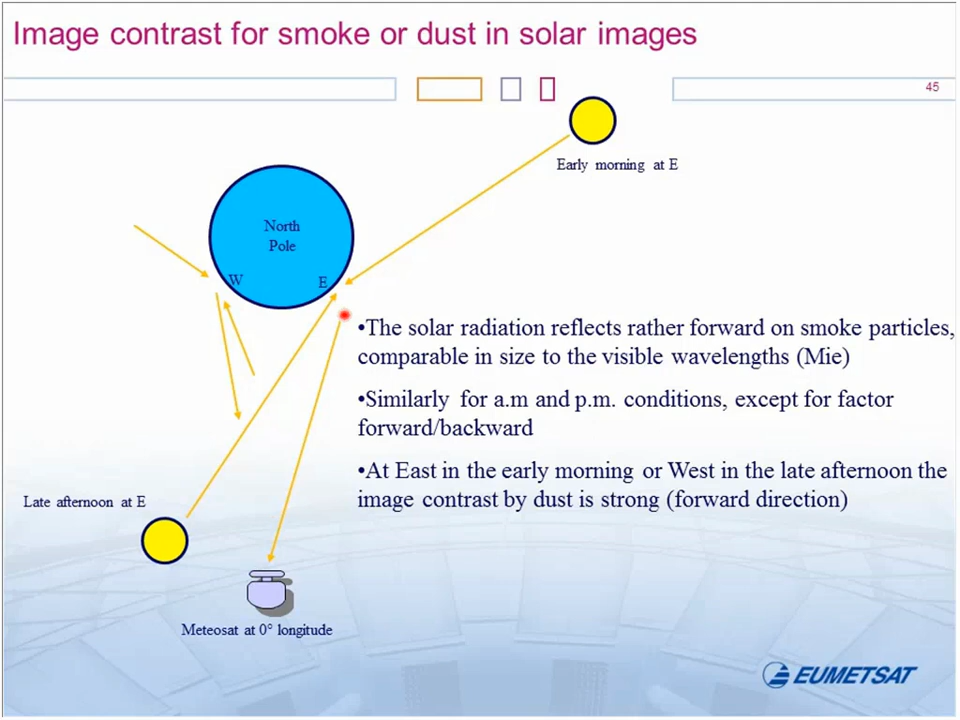 Image contrast for smoke or dust in solar images
45
Early morning at E
North
Pole
W
E
•The solar radiation reflects rather forward on smoke particles,
comparable in size to the visible wavelengths (Mie)
•Similarly for a.m and p.m. conditions, except for factor
forward/backward
•At East in the early morning or West in the late afternoon the
image contrast by dust is strong (forward direction)
Late afternoon at E
Meteosat at 0° longitude
EUMETSAT